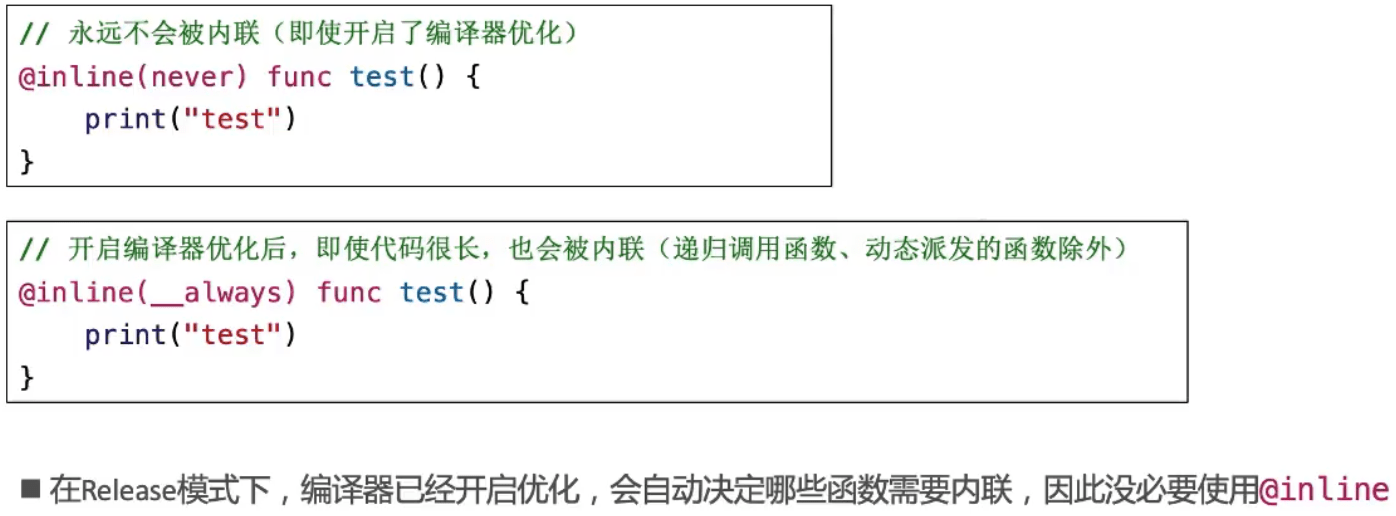 // 永远不会被内联（即使开启了编译器优化）
@inline(never) func test() {
    print("test")
}
// 开启编译器优化后，即使代码很长，也会被内联（递归调用函数、动态派发的函数除外）
@inline(__always) func test() {
    print("test")
}
■ 在Release模式下，编译器已经开启优化，会自动决定哪些函数需要内联，因此没必要使用@inline